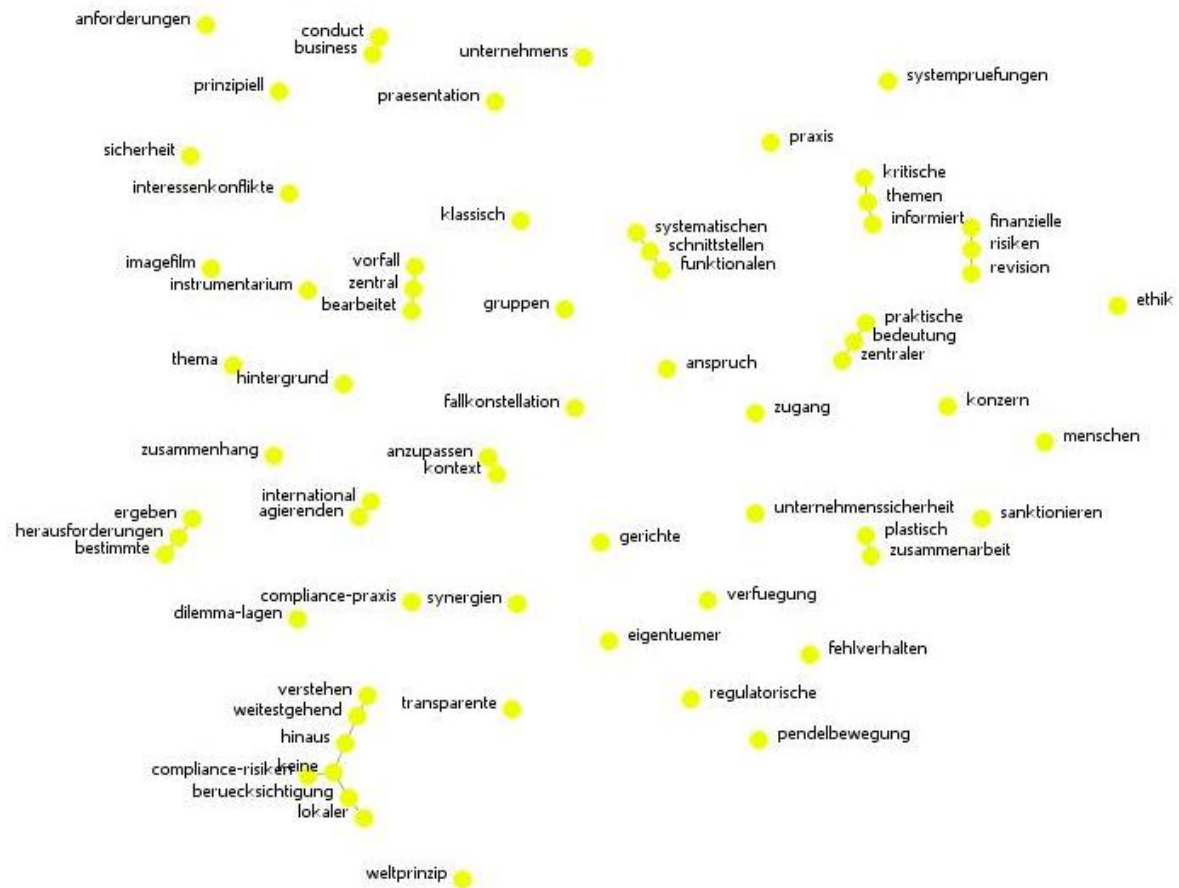 anforderungen
conduct
business
unternehmens
systempruefungen
prinzipiell
praesentation
praxis
sicherheit
interessenkonflikte
kritische
themen
informiert
finanzielle
risiken
revision
klassisch
systematischen
schnittstellen
funktionalen
imagefilm
instrumentarium
vorfall
zentral
bearbeitet
gruppen
ethik
praktische
bedeutung
zentraler
thema
hintergrund
anspruch
fallkonstellation
zugang
konzern
menschen
zusammenhang
anzupassen
kontext
international
agierenden
ergeben
herausforderungen
bestimmte
unternehmenssicherheit
sanktionieren
plastisch
zusammenarbeit
gerichte
compliance-praxis
synergien
verfuegung
dilemma-lagen
eigentuemer
fehlverhalten
verstehen
weitestgehend
hinaus
keine
compliance-risiken
beruecksichtigung
lokaler
transparente
regulatorische
pendelbewegung
weltprinzip